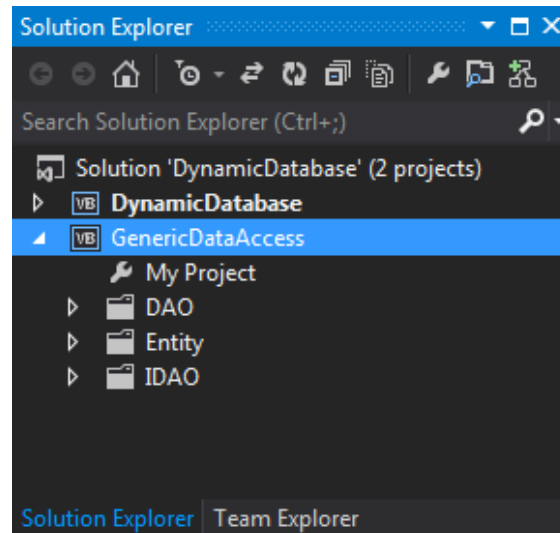 Solution Explorer
Search Solution Explorer (Ctrl+;)
Solution 'DynamicDatabase' (2 projects)
VB DynamicDatabase
VB GenericDataAccess
My Project
DAO
Entity
IDAO
Solution Explorer Team Explorer